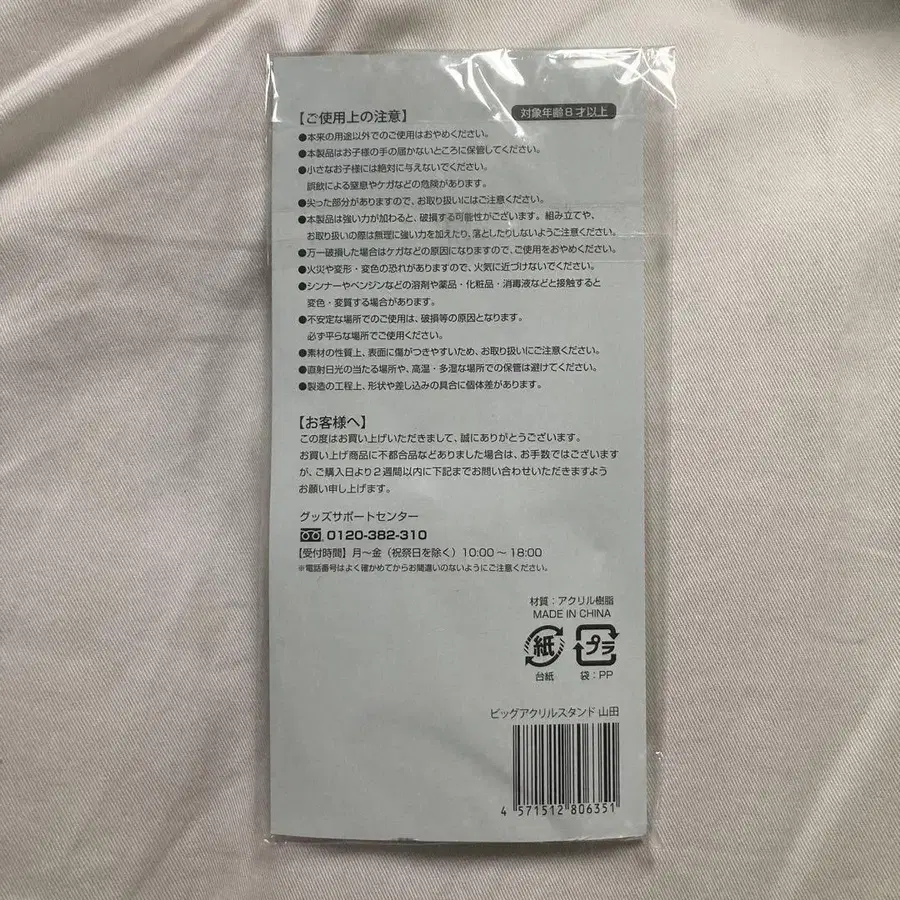 【ご使用上の注意】
対象年齢8才以上
●本来の用途以外でのご使用はおやめください。
●本製品はお子様の手の届かないところに保管してください。
●小さなお子様には絶対に与えないでください。
誤飲による窒息やケガなどの危険があります。
●尖った部分がありますので、お取り扱いにはご注意ください。
●本製品は強い力が加わると、破損する可能性がございます。組み立てや、
お取り扱いの際は無理に強い力を加えたり、落としたりしないようご注意ください。
●万一破損した場合はケガなどの原因になりますので、ご使用をおやめください。
●火災や変形・変色の恐れがありますので、火気に近づけないでください。
●シンナーやベンジンなどの溶剤や薬品・化粧品・消毒液などと接触すると
変色・変質する場合があります。
●不安定な場所でのご使用は、破損等の原因となります。
必ず平らな場所でご使用ください。
●素材の性質上、表面に傷がつきやすいため、お取り扱いにご注意ください。
●直射日光の当たる場所や、高温・多湿な場所での保管は避けてください。
●製造の工程上、形状や差し込みの具合に個体差があります。
【お客様へ】
この度はお買い上げいただきまして、誠にありがとうございます。
お買い上げ商品に不都合品などありました場合は、お手数ではございます
が、ご購入日より2週間以内に下記までお問い合わせいただきますよう
お願い申し上げます。
グッズサポートセンター
0120-382-310
【受付時間】月〜金（祝祭日を除く）10:00〜18:00
※電話番号はよく確かめてからお間違いのないようにご注意ください。
材質：アクリル樹脂
MADE IN CHINA
紙 プラ
台紙 袋：PP
ビッグアクリルスタンド 山田
4 571512 806351